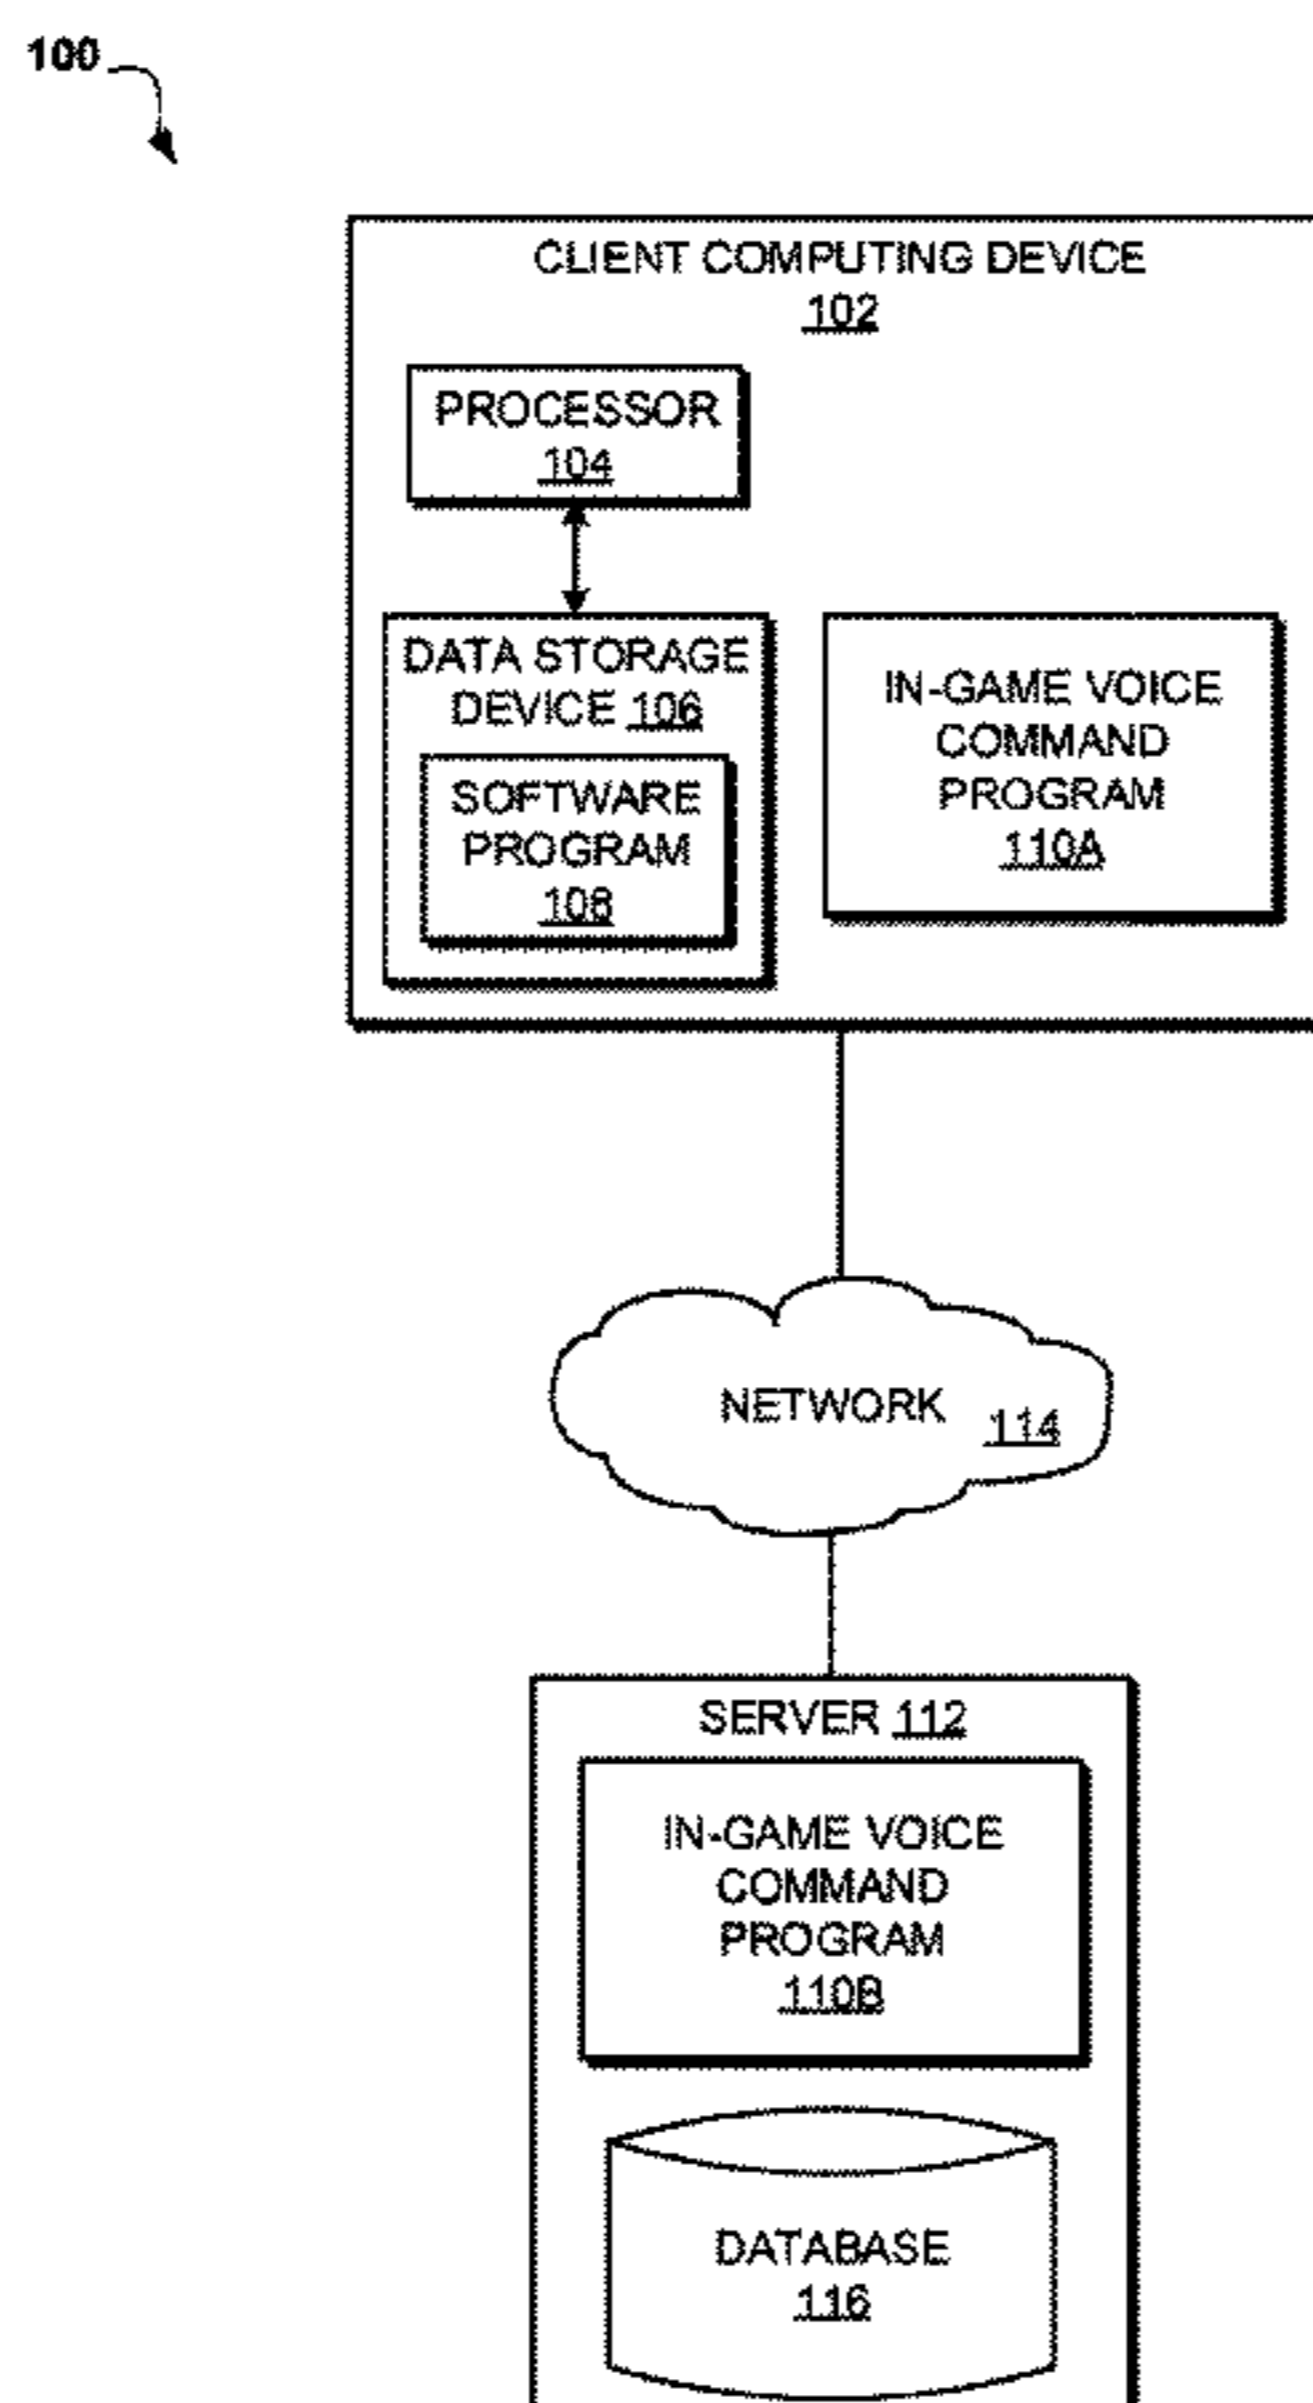 100
CLIENT COMPUTING DEVICE
102
PROCESSOR
104
DATA STORAGE
DEVICE 106
SOFTWARE
PROGRAM
108
IN-GAME VOICE
COMMAND
PROGRAM
110A
NETWORK 114
SERVER 112
IN-GAME VOICE
COMMAND
PROGRAM
110B
DATABASE
116